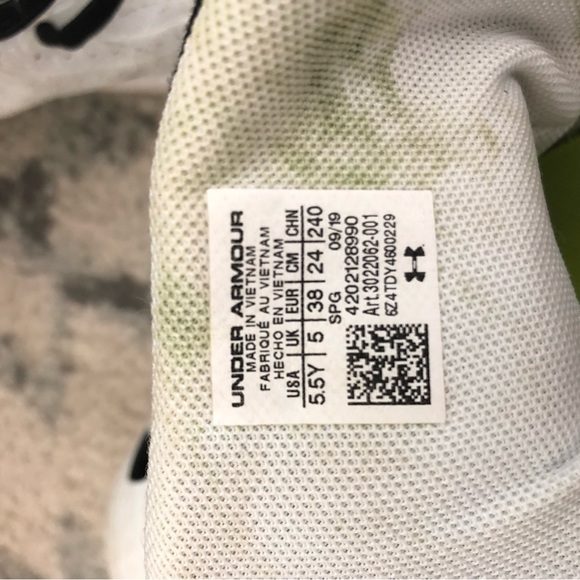 UNDER ARMOUR
MADE IN VIETNAM
FABRIQUÉ AU VIETNAM
HECHO EN VIETNAM
USA | UK | EUR | CM | CHN
5.5Y | 5 | 38 | 24 | 240
SPG 09/19
4202128990
Art.3022062-001
6Z4TDY4600229